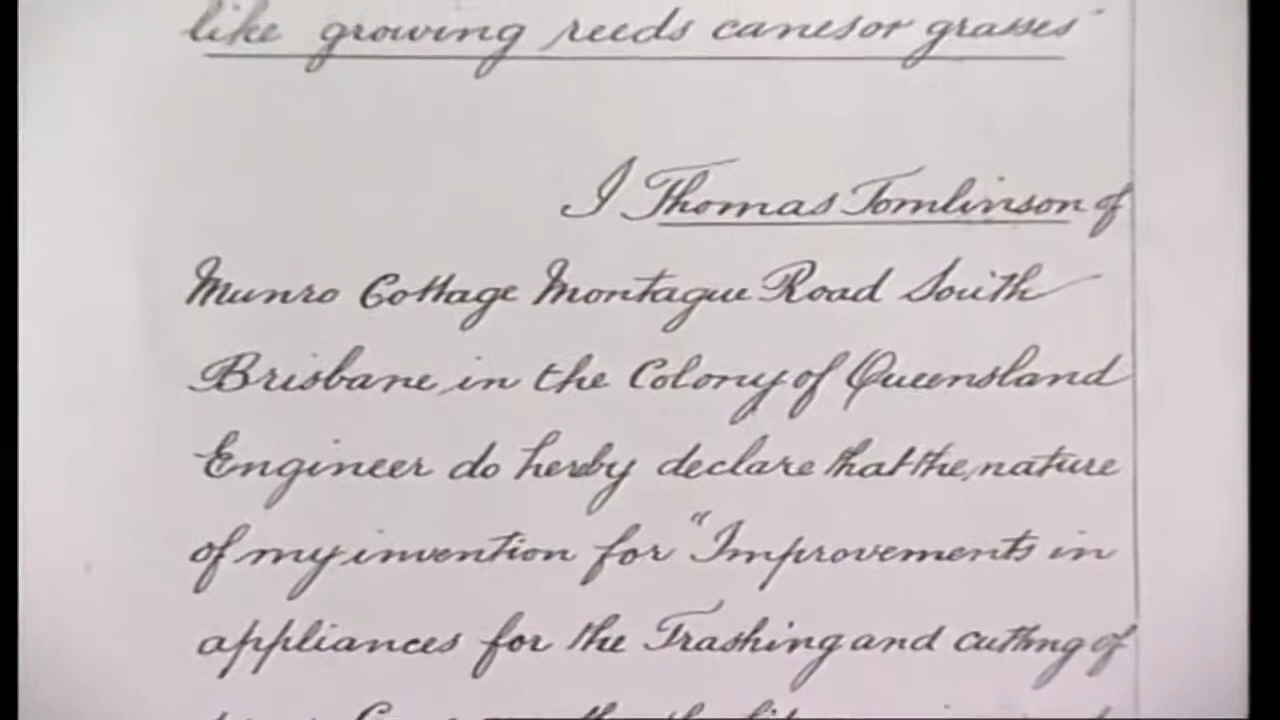 like growing reeds canes or grasses"
I Thomas Tomlinson of
Munro Cottage Montague Road South
Brisbane in the Colony of Queensland
Engineer do herby declare that the nature
of my invention for "Improvements in
appliances for the Trashing and cutting of